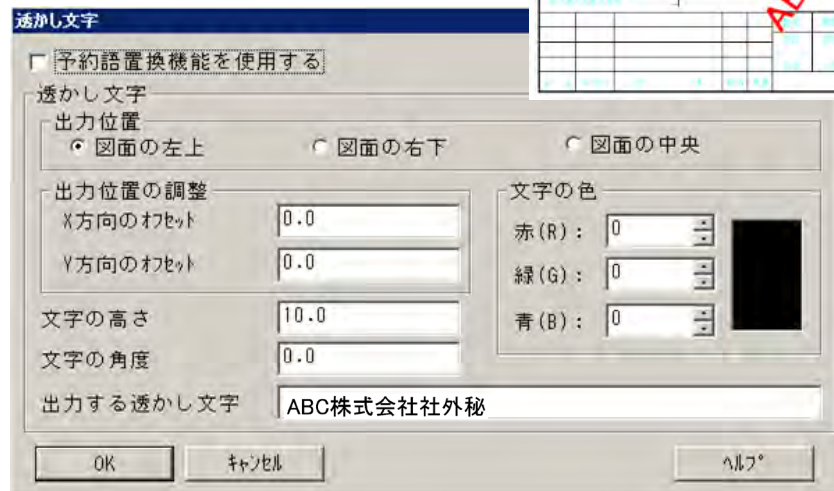 透かし文字
予約語置換機能を使用する
透かし文字
出力位置
図面の左上 図面の右下 図面の中央
出力位置の調整
X方向のオフセット 0.0
Y方向のオフセット 0.0
文字の色
赤(R): 0
緑(G): 0
青(B): 0
文字の高さ 10.0
文字の角度 0.0
出力する透かし文字 ABC株式会社社外秘
OK キャンセル ヘルプ